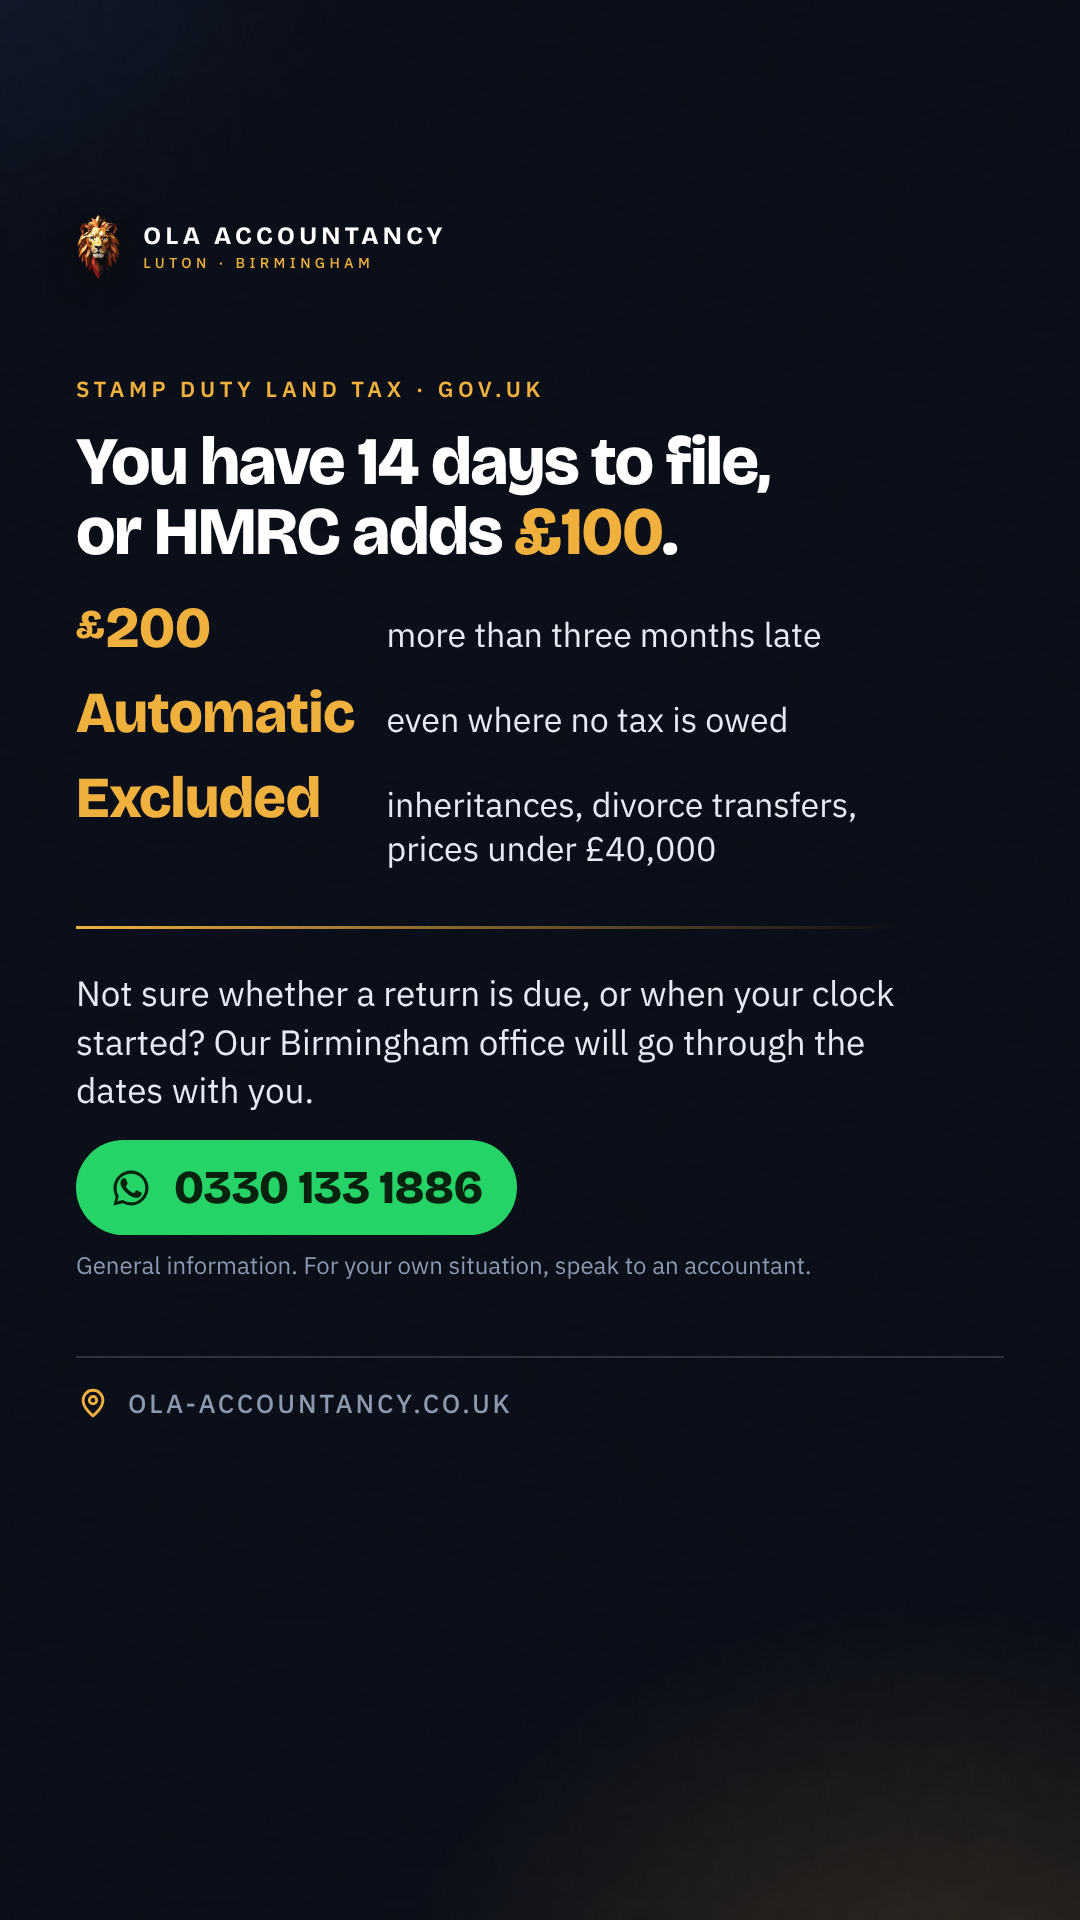 OLA ACCOUNTANCY
LUTON · BIRMINGHAM
STAMP DUTY LAND TAX · GOV.UK
You have 14 days to file,
or HMRC adds £100.
£200 more than three months late
Automatic even where no tax is owed
Excluded inheritances, divorce transfers,
prices under £40,000
Not sure whether a return is due, or when your clock
started? Our Birmingham office will go through the
dates with you.
0330 133 1886
General information. For your own situation, speak to an accountant.
OLA-ACCOUNTANCY.CO.UK